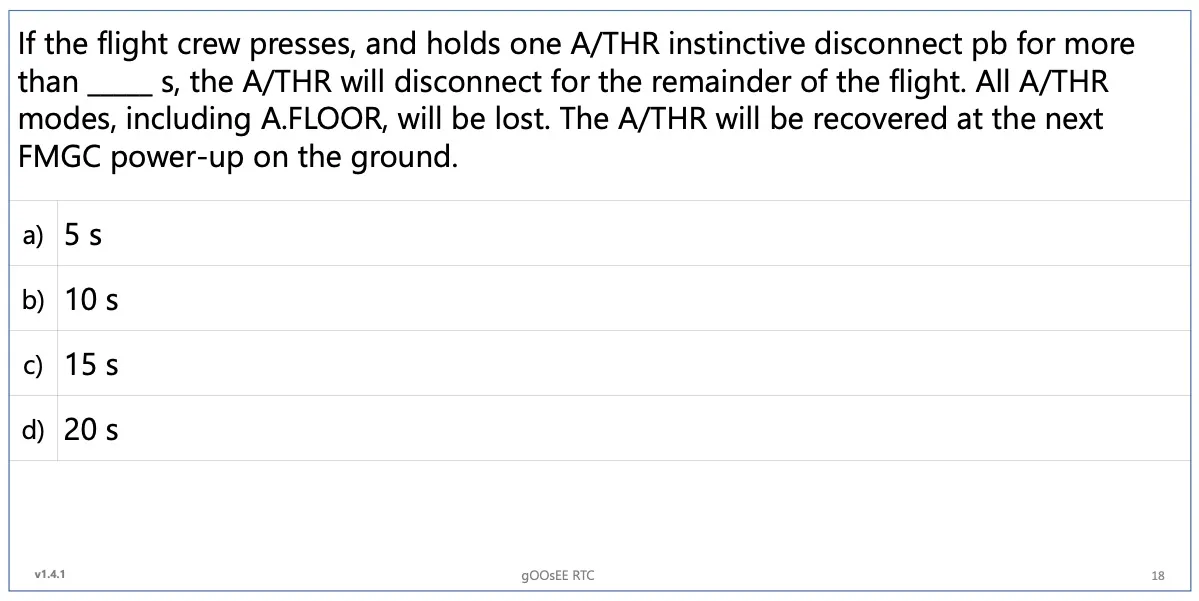 If the flight crew presses, and holds one A/THR instinctive disconnect pb for more
than _____ s, the A/THR will disconnect for the remainder of the flight. All A/THR
modes, including A.FLOOR, will be lost. The A/THR will be recovered at the next
FMGC power-up on the ground.
a) 5 s
b) 10 s
c) 15 s
d) 20 s
v1.4.1 gOOsEE RTC 18